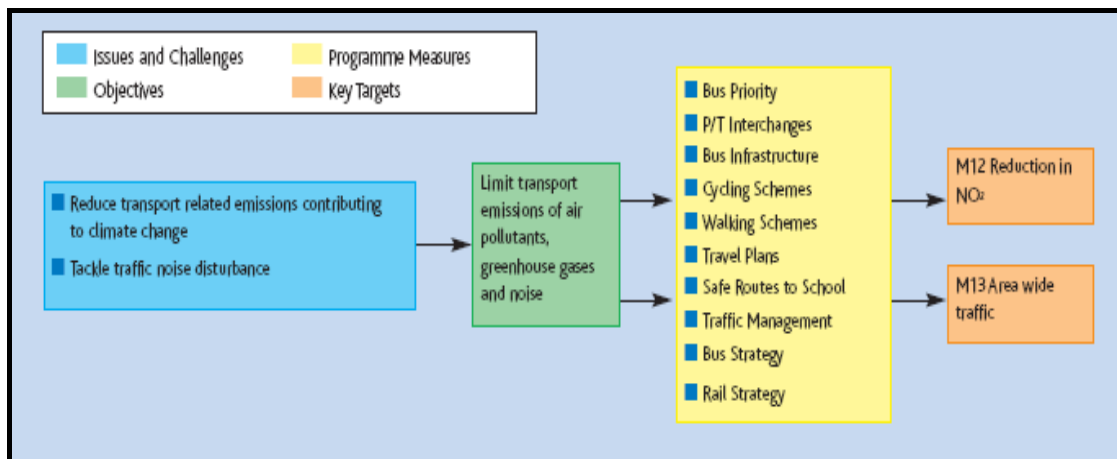 Issues and Challenges
Programme Measures
Objectives
Key Targets
Reduce transport related emissions contributing
to climate change
Tackle traffic noise disturbance
Limit transport
emissions of air
pollutants,
greenhouse gases
and noise
Bus Priority
P/T Interchanges
Bus Infrastructure
Cycling Schemes
Walking Schemes
Travel Plans
Safe Routes to School
Traffic Management
Bus Strategy
Rail Strategy
M12 Reduction in
NO₂
M13 Area wide
traffic